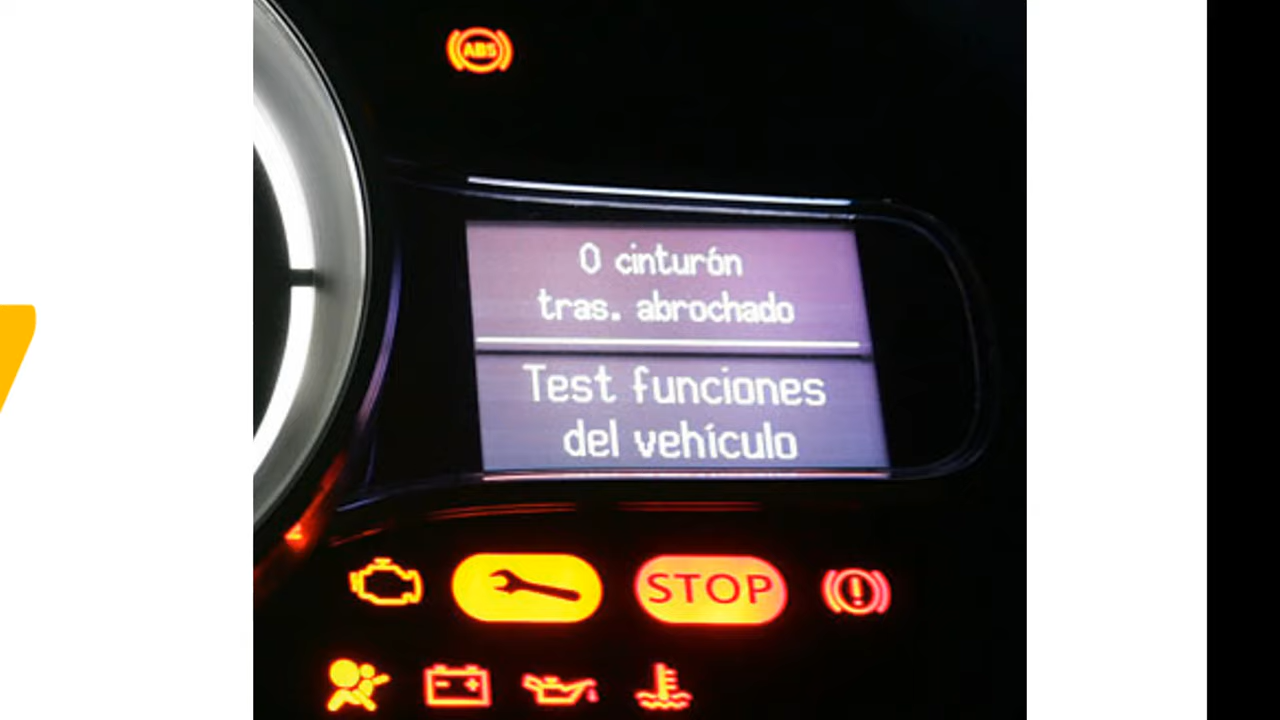 ABS
0 cinturón
tras. abrochado
Test funciones
del vehículo
STOP